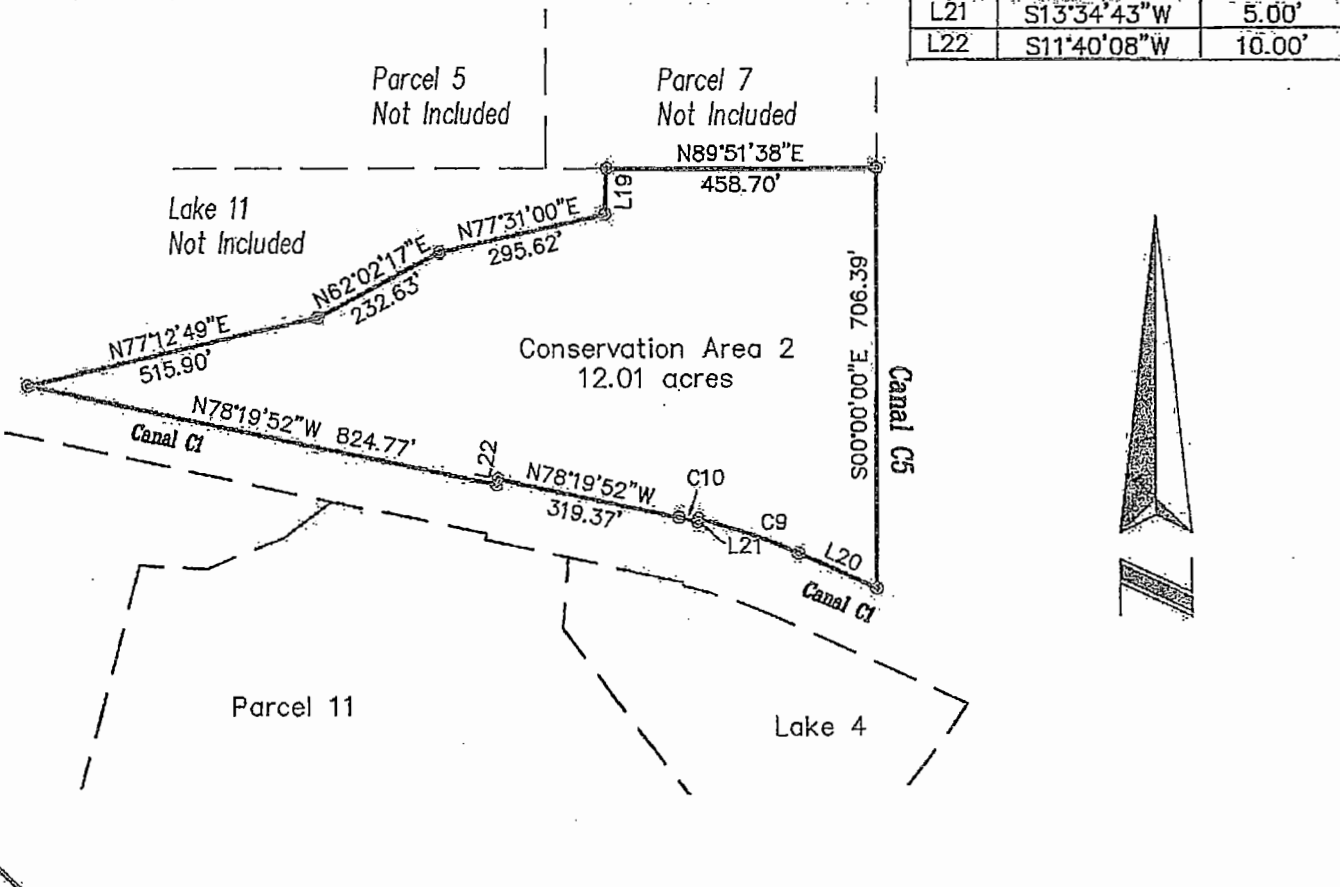 L21 S13°34'43"W 5.00'
L22 S11°40'08"W 10.00'
Parcel 5
Not Included
Parcel 7
Not Included
N89°51'38"E
458.70'
L19
Lake 11
Not Included
N77°31'00"E
295.62'
N62°02'17"E
232.63'
N77°12'49"E
515.90'
Conservation Area 2
12.01 acres
S00°00'00"E 706.39'
Canal C5
N78°19'52"W 824.77'
Canal C1
L22
N78°19'52"W
319.37'
C10
L21
C9
L20
Canal C1
Parcel 11
Lake 4
N